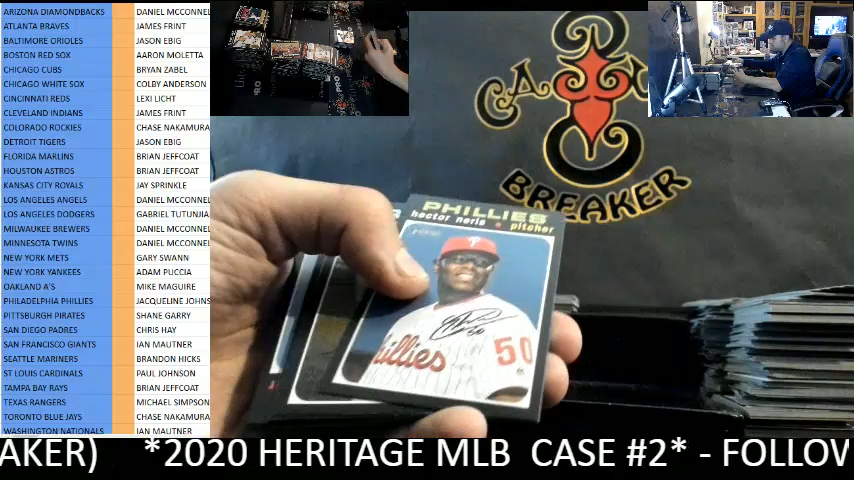 ARIZONA DIAMONDBACKS DANIEL MCCONNEL
ATLANTA BRAVES JAMES FRINT
BALTIMORE ORIOLES JASON EBIG
BOSTON RED SOX AARON MOLETTA
CHICAGO CUBS BRYAN ZABEL
CHICAGO WHITE SOX COLBY ANDERSON
CINCINNATI REDS LEXI LICHT
CLEVELAND INDIANS JAMES FRINT
COLORADO ROCKIES CHASE NAKAMURA
DETROIT TIGERS JASON EBIG
FLORIDA MARLINS BRIAN JEFFCOAT
HOUSTON ASTROS BRIAN JEFFCOAT
KANSAS CITY ROYALS JAY SPRINKLE
LOS ANGELES ANGELS DANIEL MCCONNEL
LOS ANGELES DODGERS GABRIEL TUTUNJIA
MILWAUKEE BREWERS DANIEL MCCONNEL
MINNESOTA TWINS DANIEL MCCONNEL
NEW YORK METS GARY SWANN
NEW YORK YANKEES ADAM PUCCIA
OAKLAND A'S MIKE MAGUIRE
PHILADELPHIA PHILLIES JACQUELINE JOHNS
PITTSBURGH PIRATES SHANE GARRY
SAN DIEGO PADRES CHRIS HAY
SAN FRANCISCO GIANTS IAN MAUTNER
SEATTLE MARINERS BRANDON HICKS
ST LOUIS CARDINALS PAUL JOHNSON
TAMPA BAY RAYS BRIAN JEFFCOAT
TEXAS RANGERS MICHAEL SIMPSON
TORONTO BLUE JAYS CHASE NAKAMURA
WASHINGTON NATIONALS IAN MAUTNER
BREAKER
PHILLIES
hector neris • pitcher
Phillies 50
AKER) *2020 HERITAGE MLB CASE #2* - FOLLOW